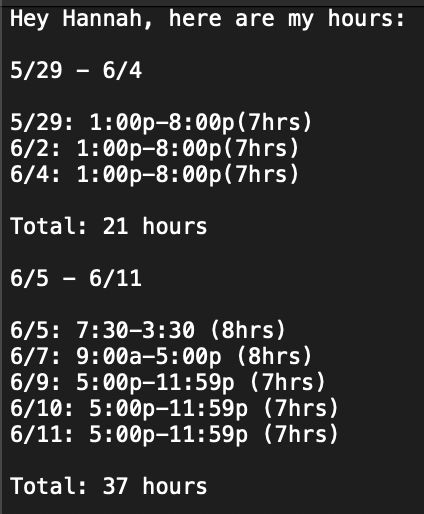 Hey Hannah, here are my hours:
5/29 - 6/4
5/29: 1:00p-8:00p(7hrs)
6/2: 1:00p-8:00p(7hrs)
6/4: 1:00p-8:00p(7hrs)
Total: 21 hours
6/5 - 6/11
6/5: 7:30-3:30 (8hrs)
6/7: 9:00a-5:00p (8hrs)
6/9: 5:00p-11:59p (7hrs)
6/10: 5:00p-11:59p (7hrs)
6/11: 5:00p-11:59p (7hrs)
Total: 37 hours